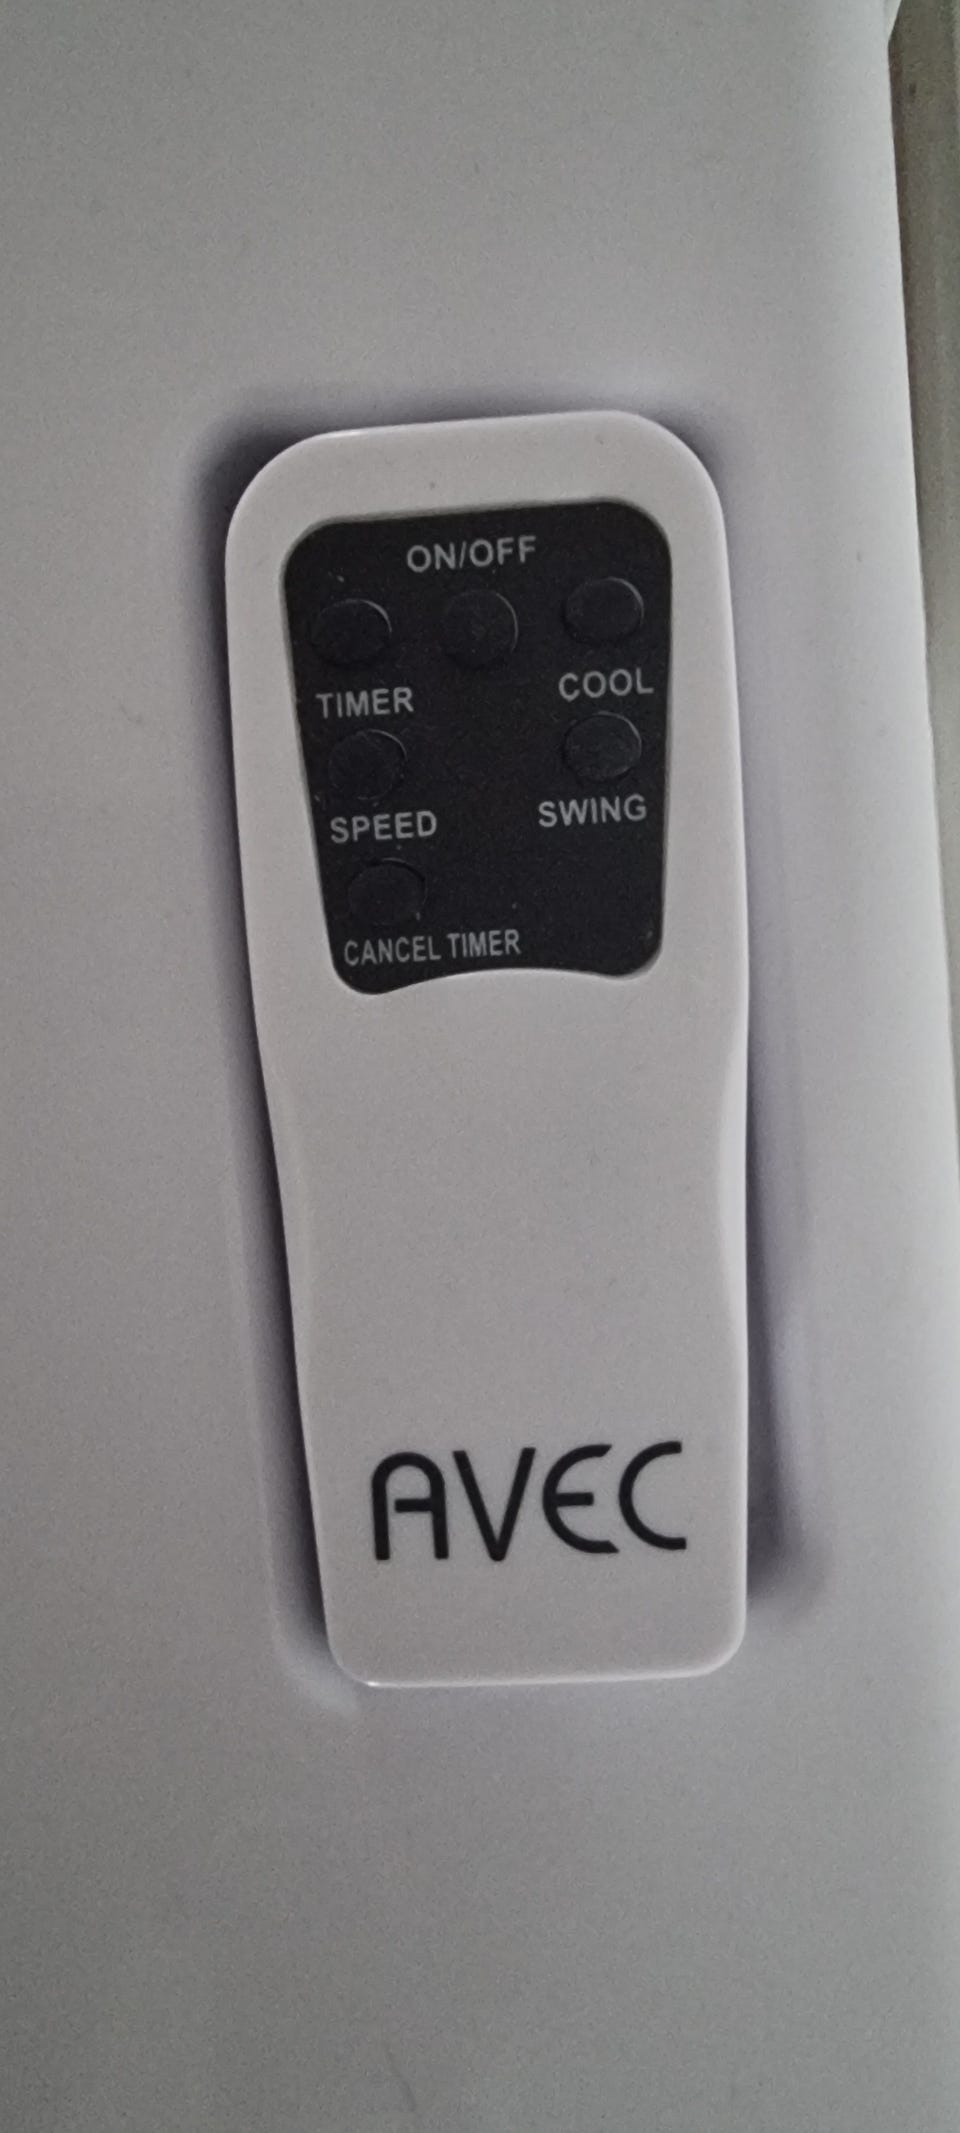 ON/OFF
TIMER COOL
SPEED SWING
CANCEL TIMER
AVEC